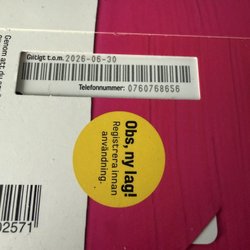 Giltigt t.o.m. 2026-06-30
Telefonnummer: 0760768656
Genom att du
Obs, ny lag!
Registrera innan
användning.
02571